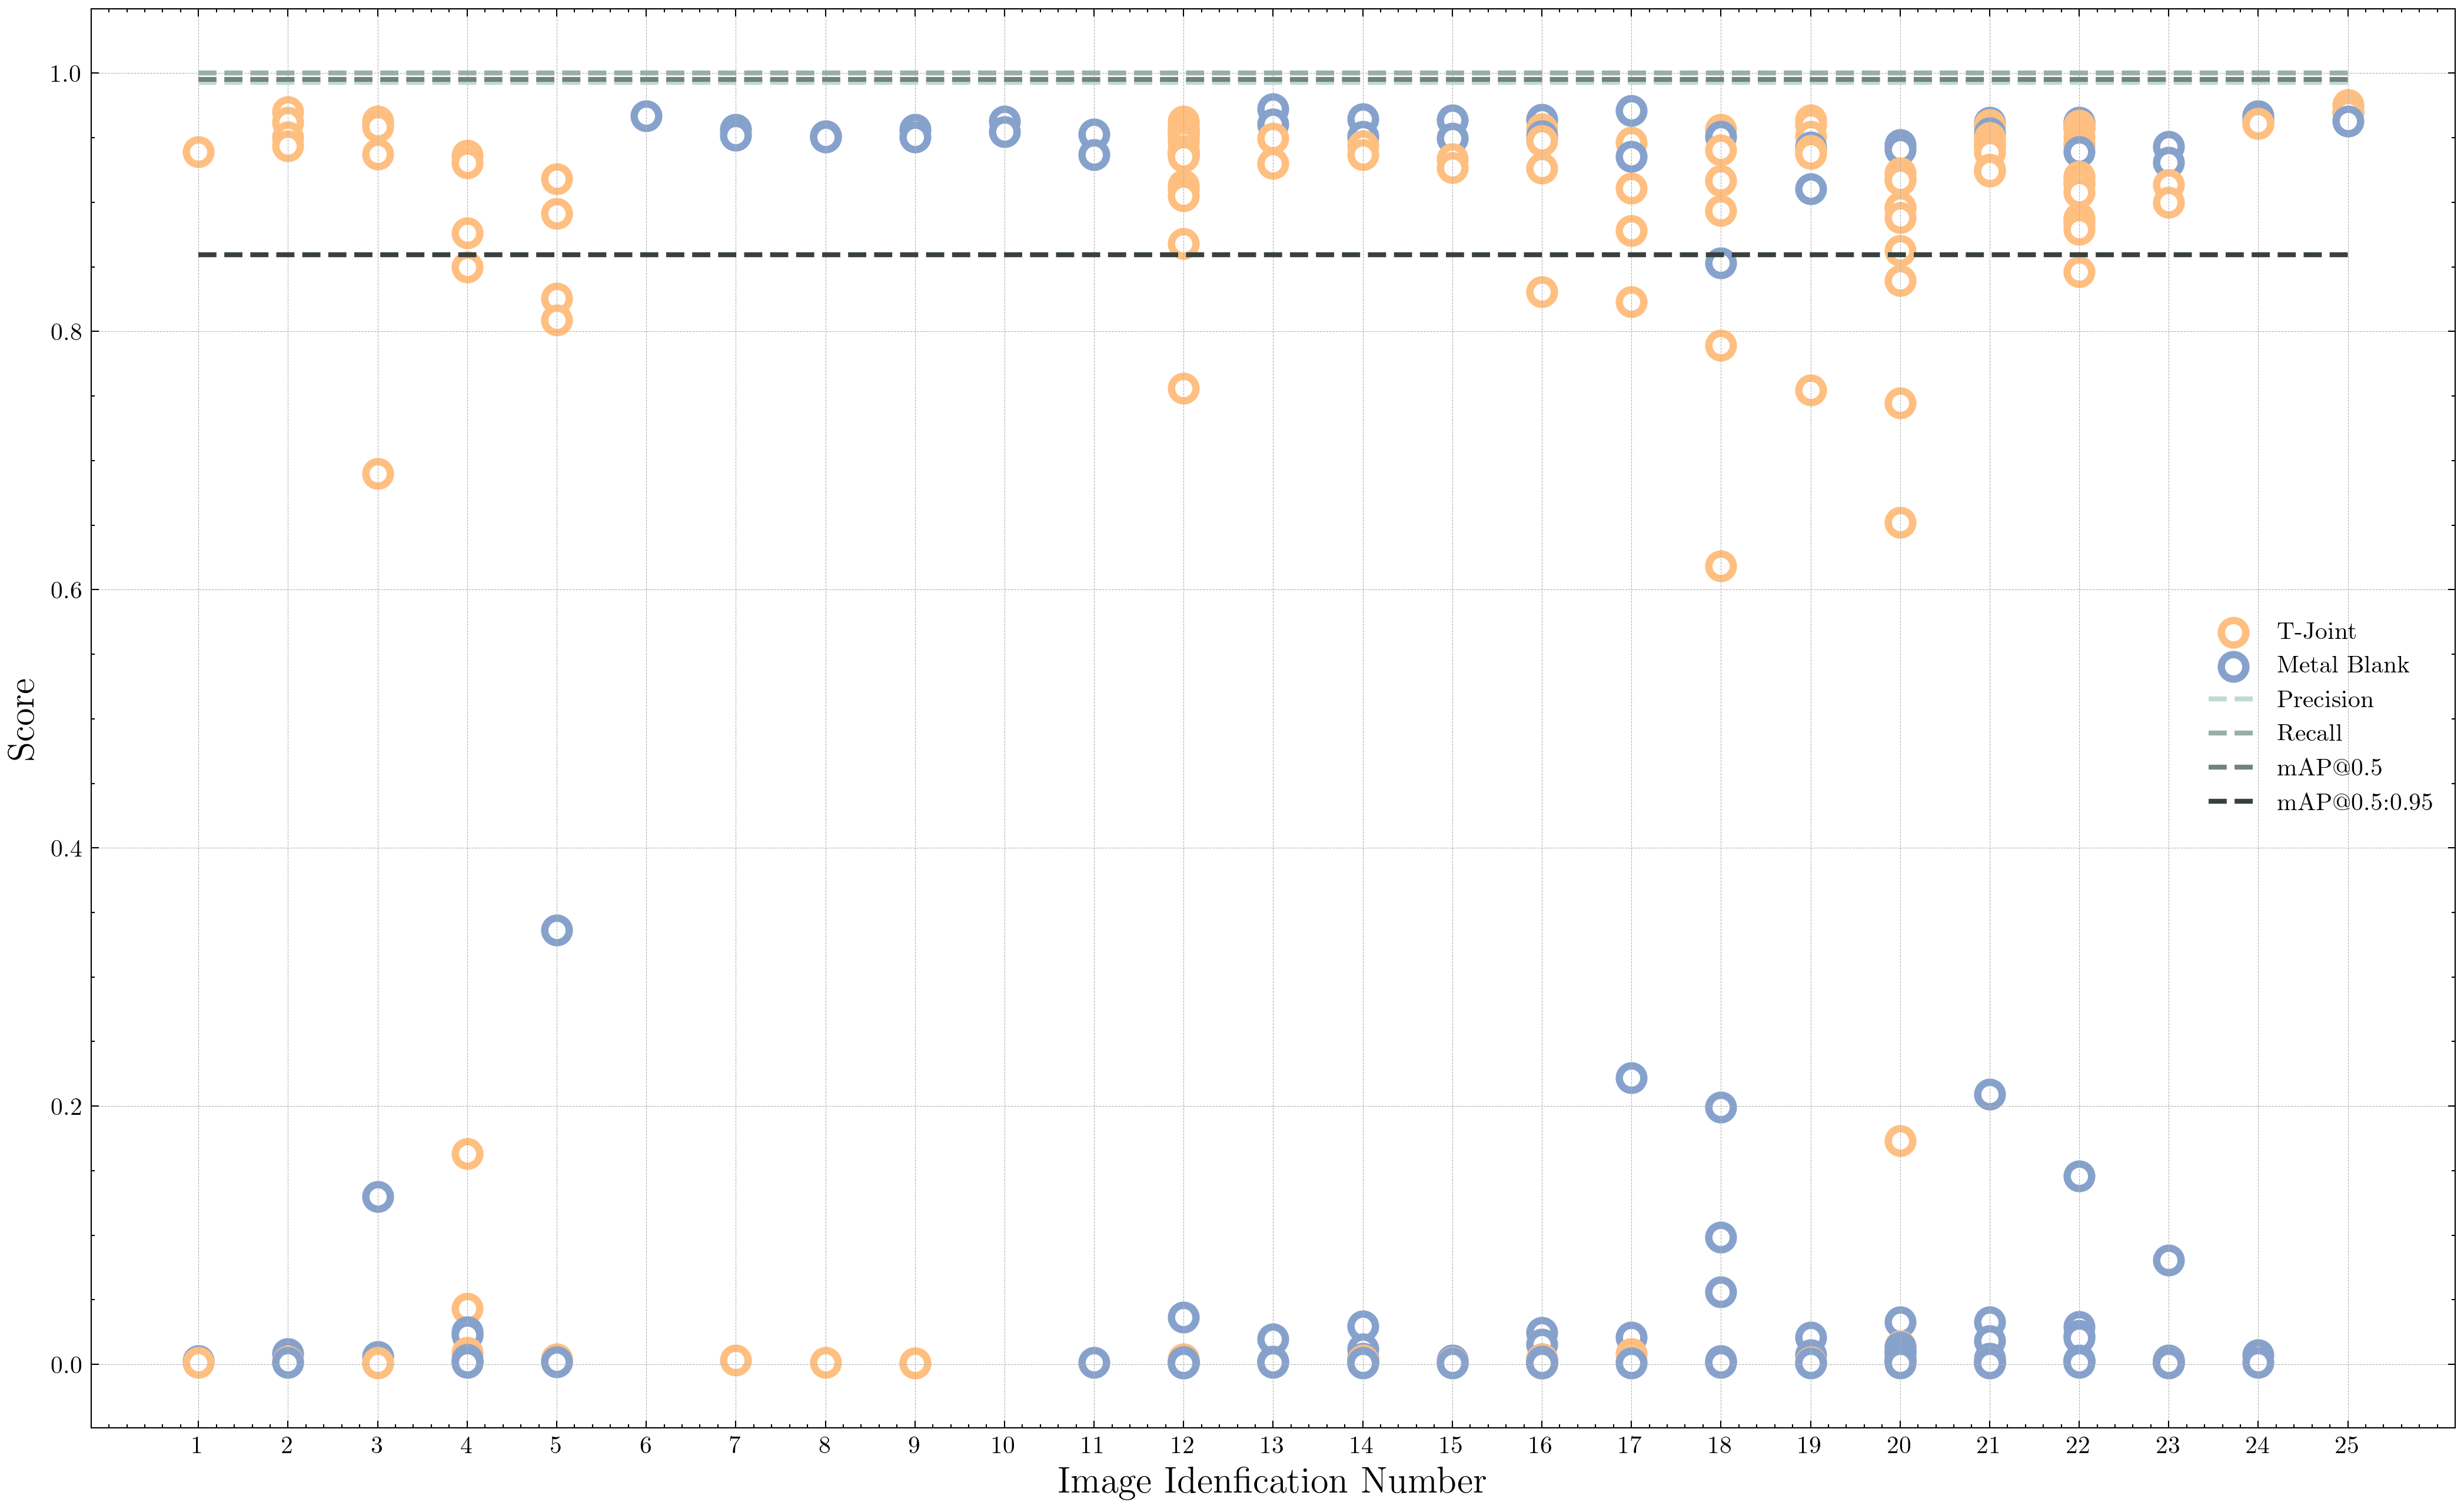 1.0
0.8
0.6
0.4
0.2
0.0
Score
T-Joint
Metal Blank
Precision
Recall
mAP@0.5
mAP@0.5:0.95
1 2 3 4 5 6 7 8 9 10 11 12 13 14 15 16 17 18 19 20 21 22 23 24 25
Image Idenfication Number